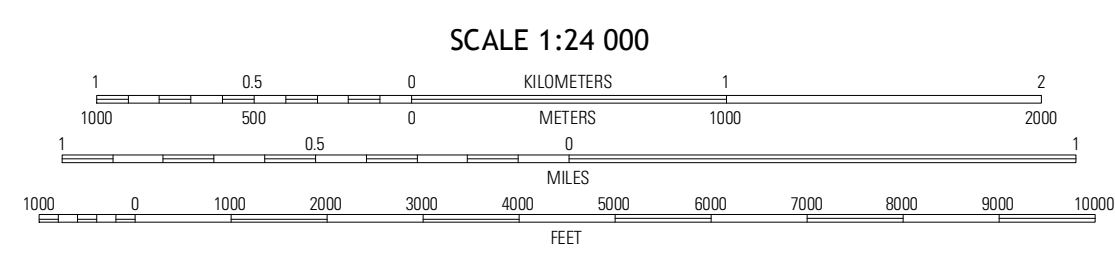 SCALE 1:24 000
1 0.5 0 KILOMETERS 1 2
1000 500 0 METERS 1000 2000
1 0.5 0 1
MILES
1000 0 1000 2000 3000 4000 5000 6000 7000 8000 9000 10000
FEET